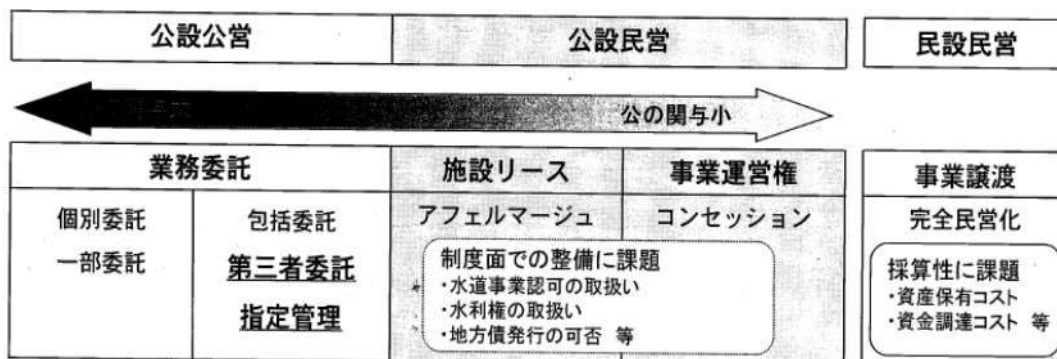 公設公営
公設民営
民設民営
公の関与小
業務委託
施設リース
事業運営権
事業譲渡
個別委託
包括委託
アフェルマージュ
コンセッション
完全民営化
一部委託
第三者委託
指定管理
制度面での整備に課題
・水道事業認可の取扱い
・水利権の取扱い
・地方債発行の可否 等
採算性に課題
・資産保有コスト
・資金調達コスト 等